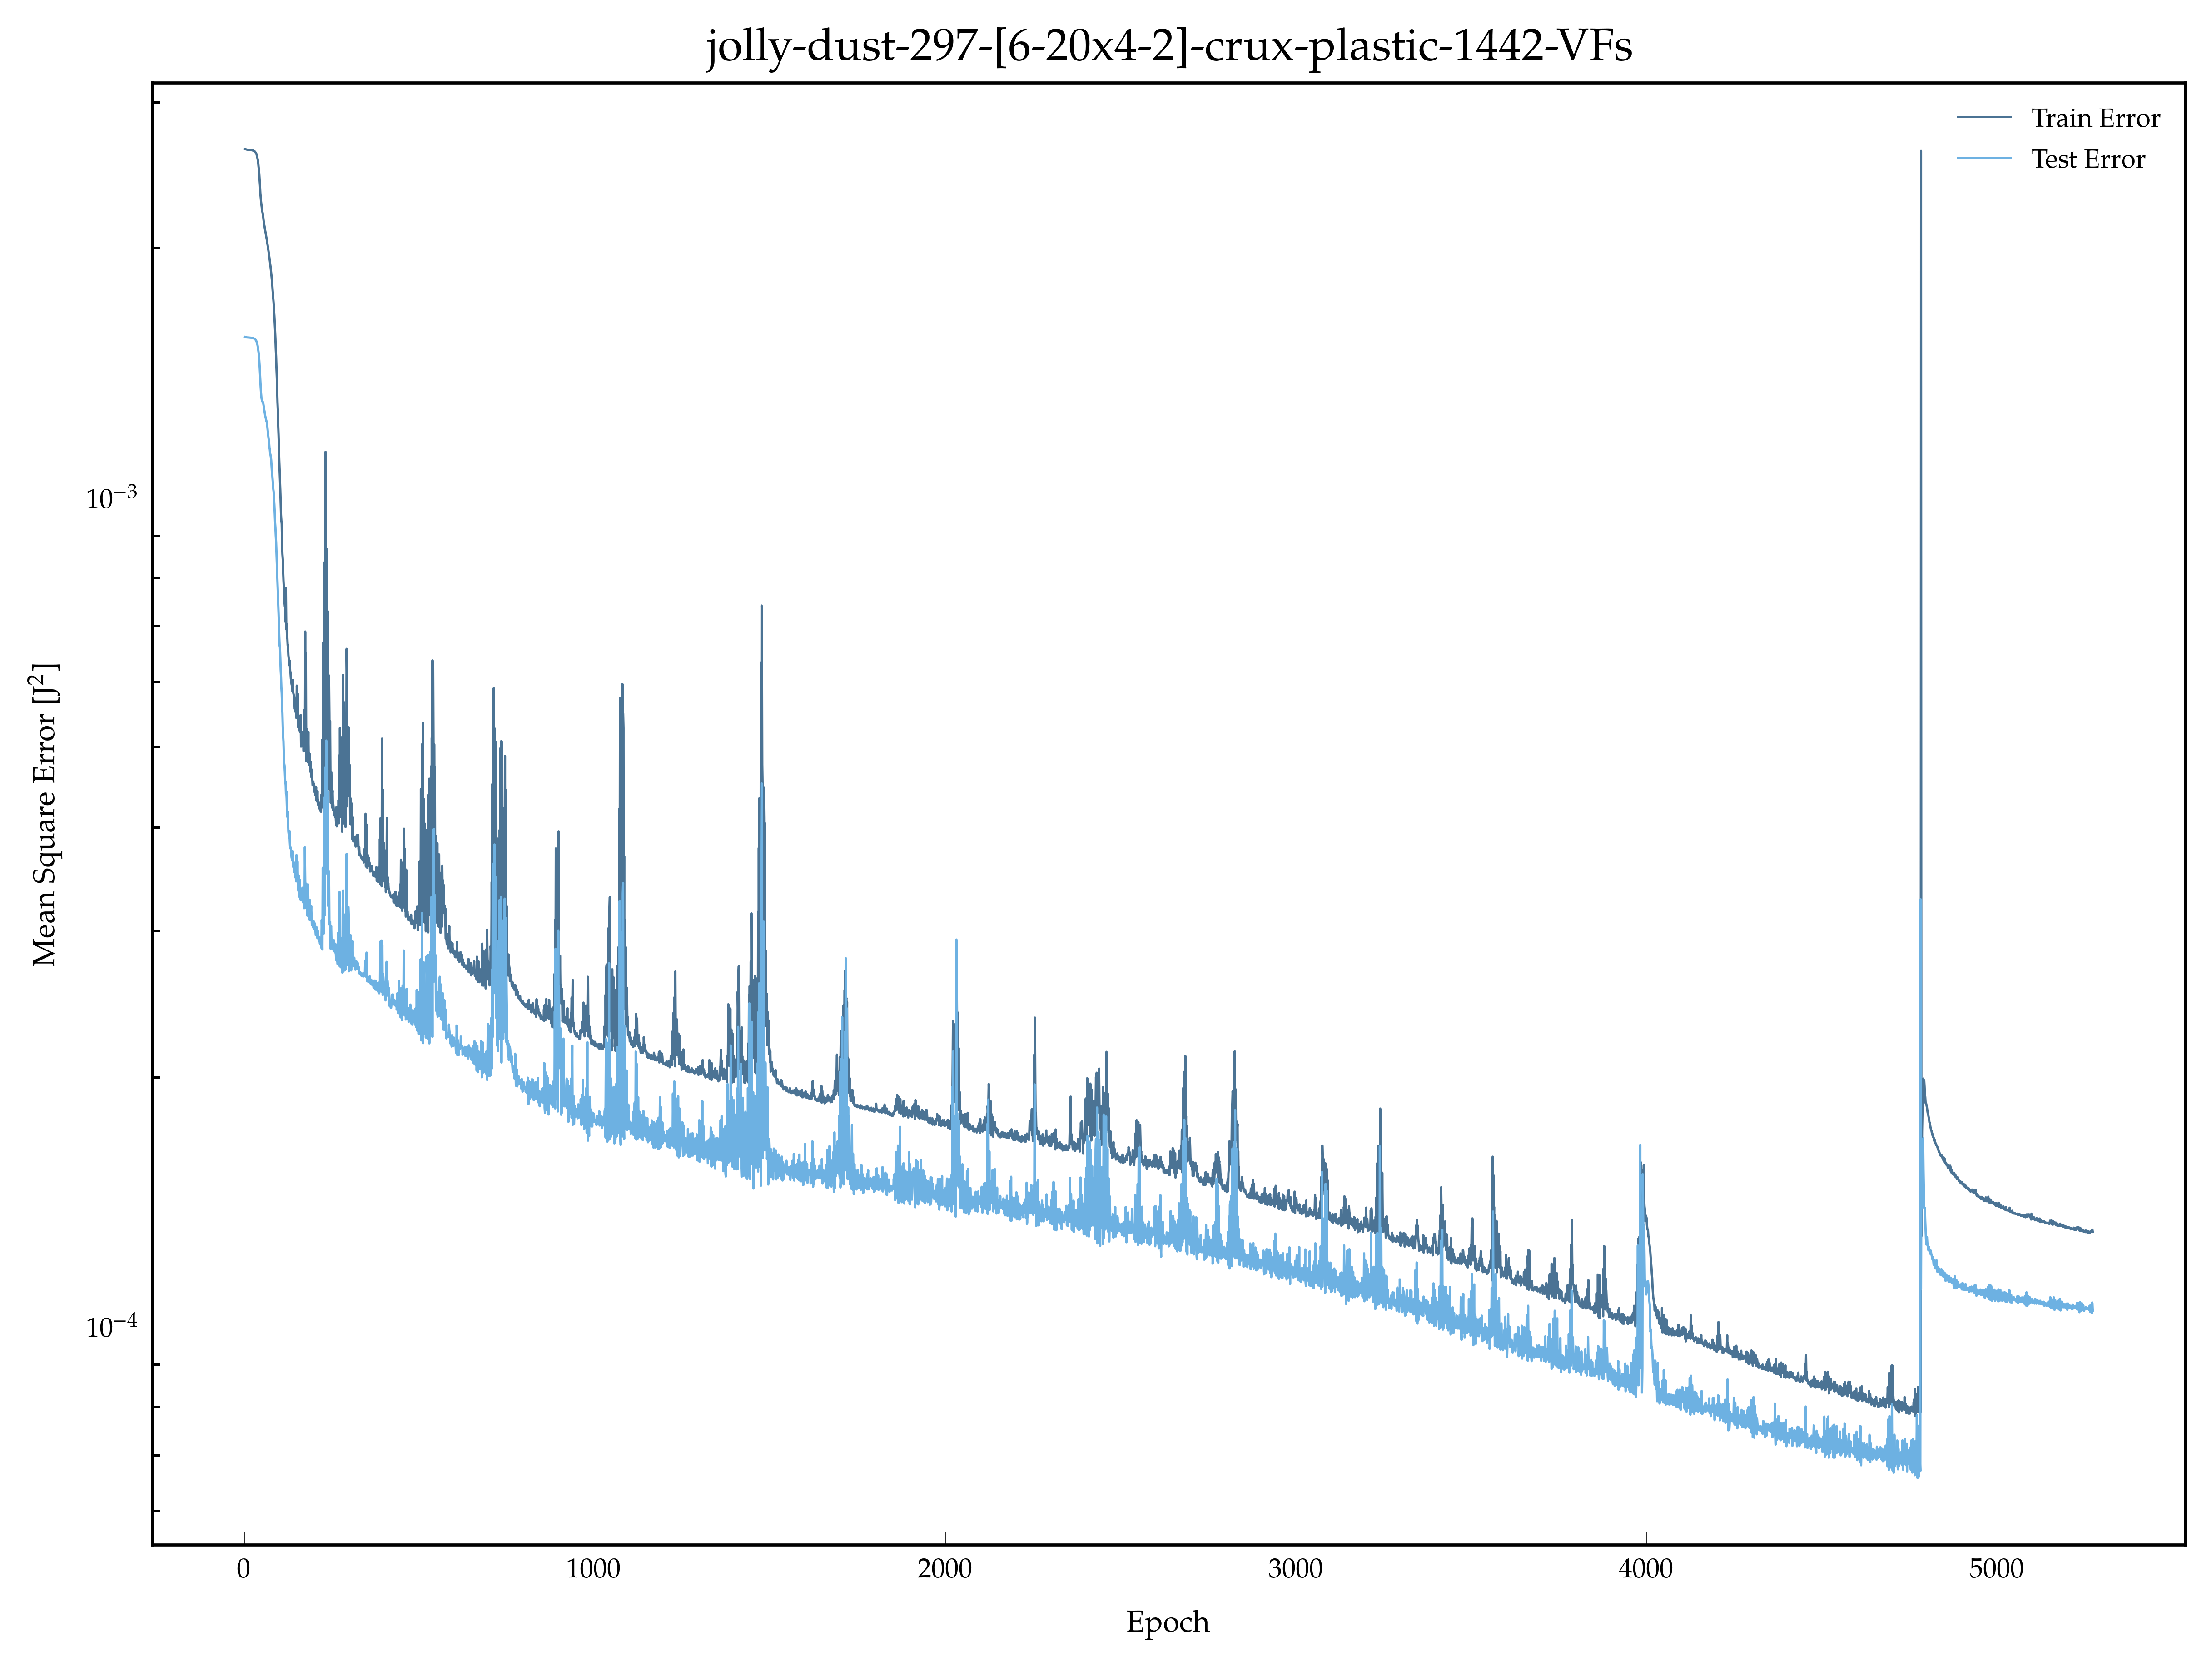 jolly-dust-297-[6-20x4-2]-crux-plastic-1442-VFs
Train Error
Test Error
Mean Square Error [J²]
10⁻³
10⁻⁴
0 1000 2000 3000 4000 5000
Epoch